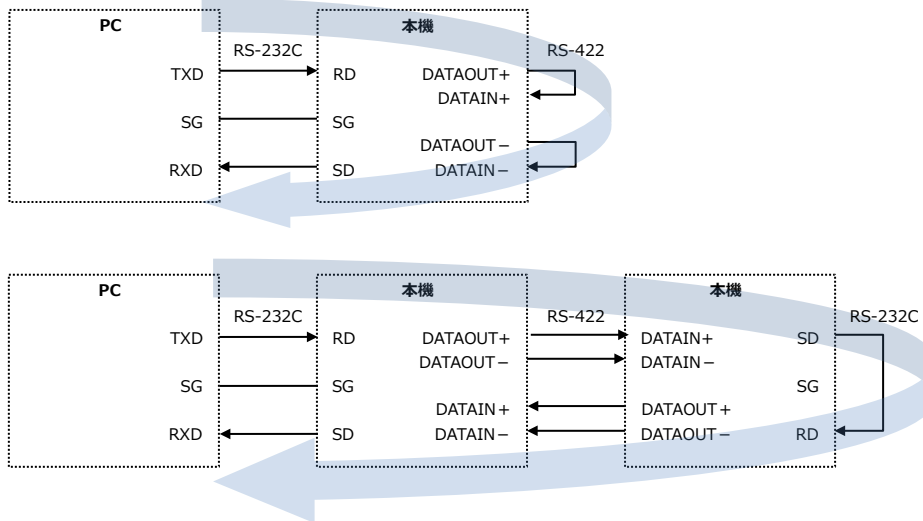 PC 本機
RS-232C RS-422
TXD RD DATAOUT+
DATAIN+
SG SG
DATAOUT-
RXD SD DATAIN-
PC 本機 本機
RS-232C RS-422 RS-232C
TXD RD DATAOUT+ DATAIN+ SD
DATAOUT- DATAIN-
SG SG SG
DATAIN+ DATAOUT+
RXD SD DATAIN- DATAOUT- RD